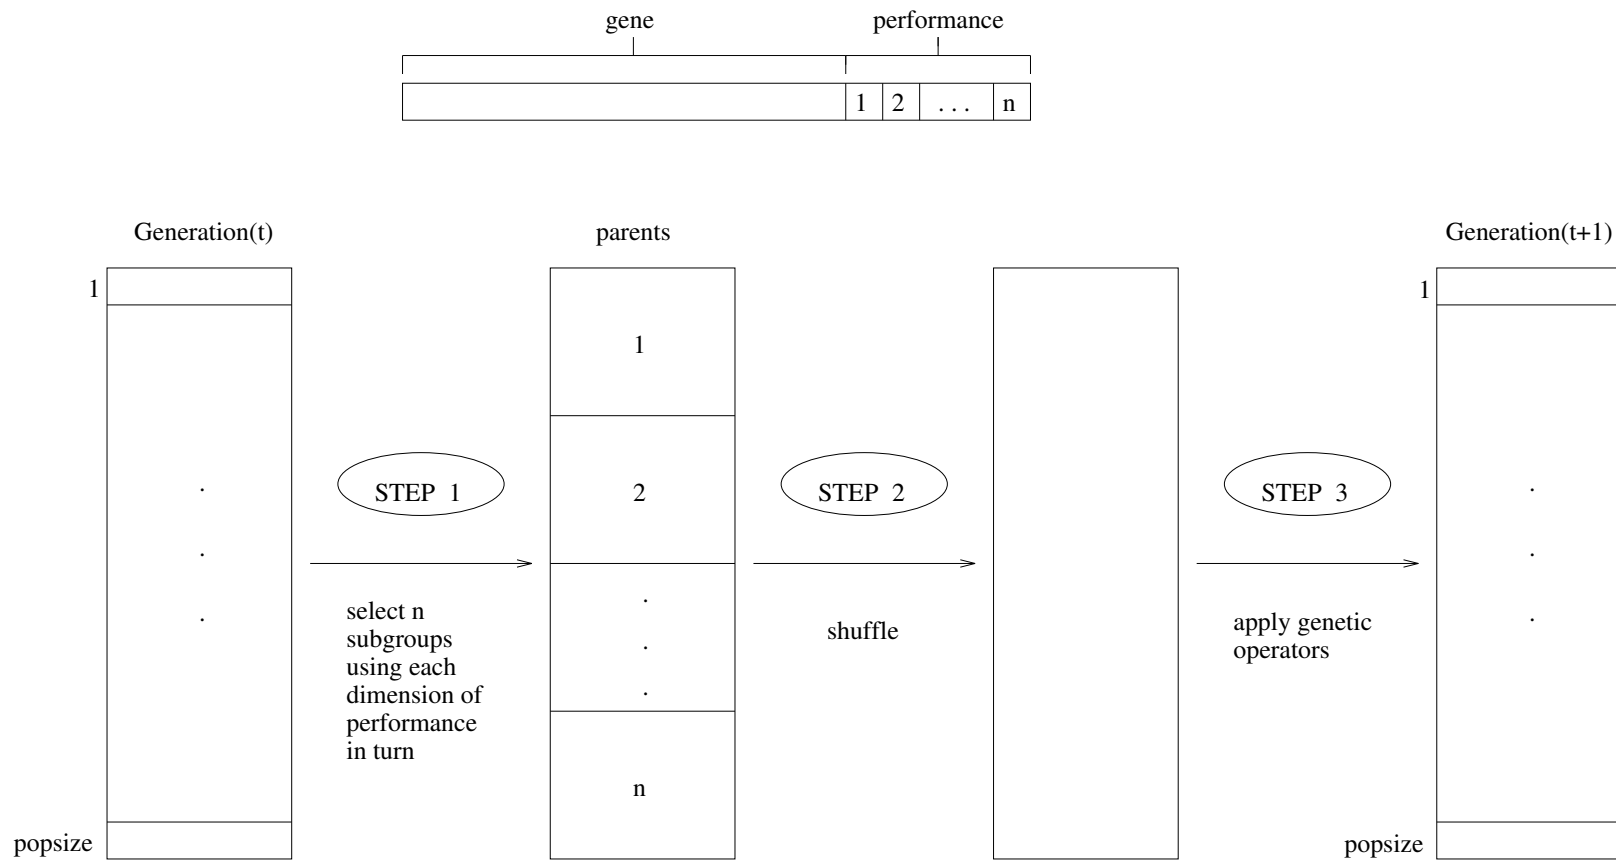 gene
performance
1 2 . . . n
Generation(t)
parents
Generation(t+1)
1
1
1
STEP 1
2
STEP 2
STEP 3
.
.
.
select n
subgroups
using each
dimension of
performance
in turn
.
.
.
shuffle
apply genetic
operators
.
.
.
n
popsize
popsize